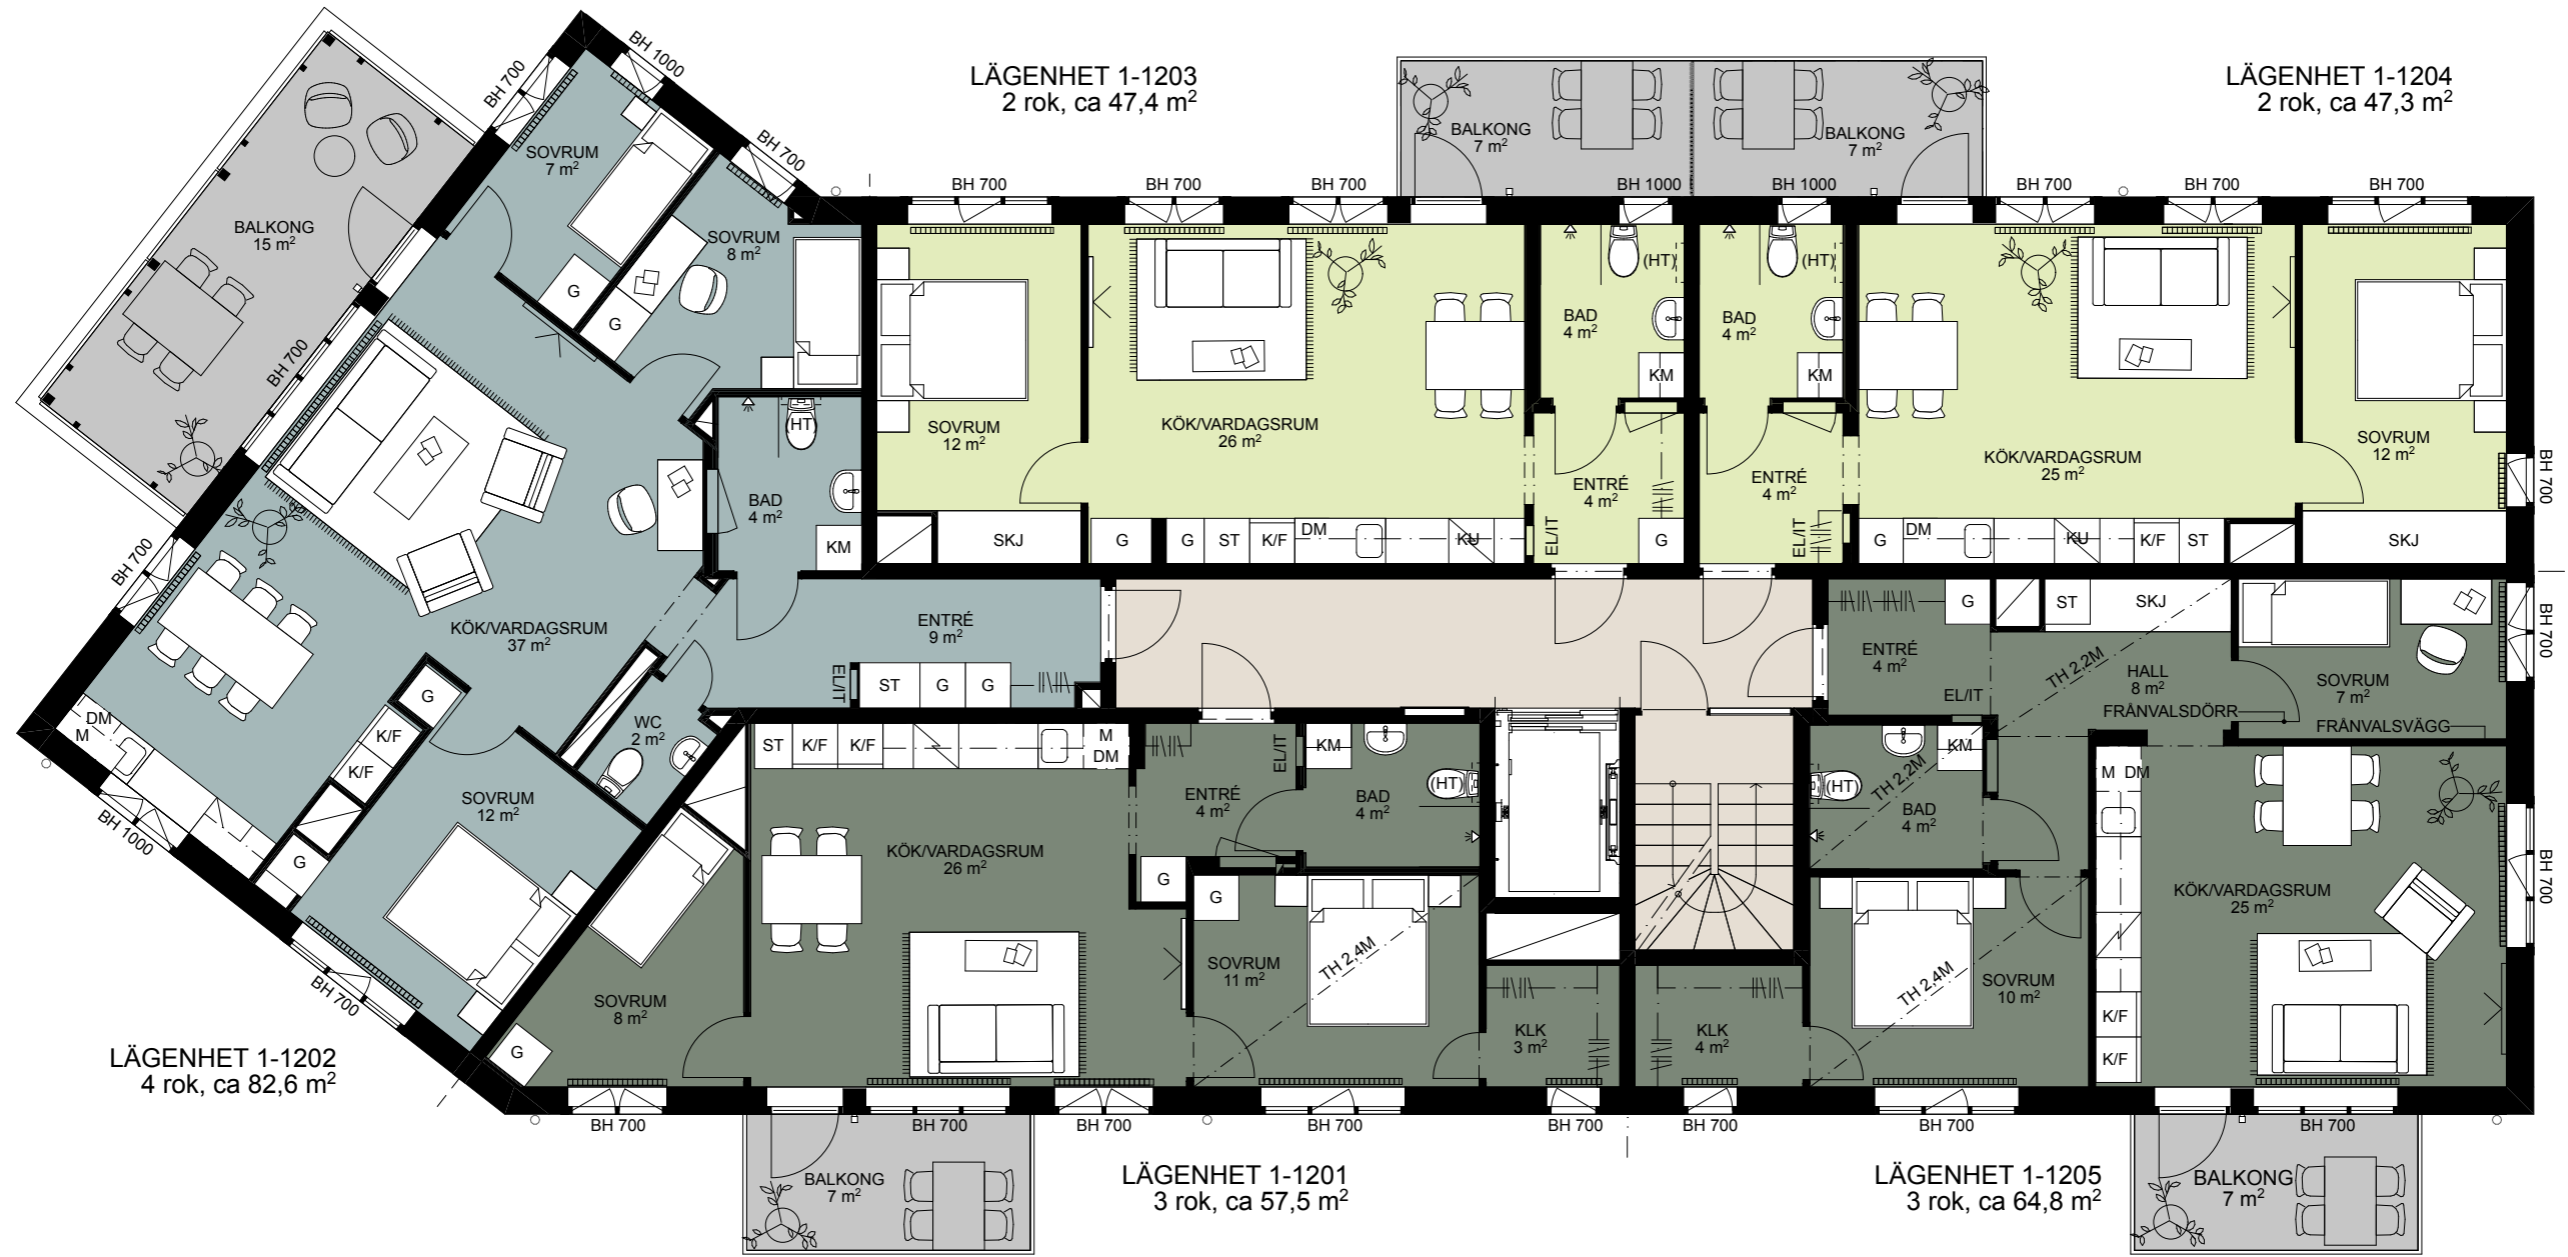 LÄGENHET 1-1203
2 rok, ca 47,4 m²
LÄGENHET 1-1204
2 rok, ca 47,3 m²
BH 1000
BH 700
BH 700
SOVRUM
7 m²
SOVRUM
8 m²
G
G
BALKONG
15 m²
BH 700
BH 700
BALKONG
7 m²
BALKONG
7 m²
BH 700
BH 700
BH 700
BH 1000
BH 1000
BH 700
BH 700
BH 700
SOVRUM
12 m²
KÖK/VARDAGSRUM
26 m²
BAD
4 m²
(HT)
KM
ENTRÉ
4 m²
SKJ
G
G
ST
K/F
DM
KU
EL/IT
G
BAD
4 m²
(HT)
KM
ENTRÉ
4 m²
EL/IT
KÖK/VARDAGSRUM
25 m²
G
DM
KU
K/F
ST
SOVRUM
12 m²
SKJ
BH 700
BAD
4 m²
(HT)
KM
KÖK/VARDAGSRUM
37 m²
ENTRÉ
9 m²
EL/IT
ST
G
G
WC
2 m²
G
K/F
K/F
G
DM
M
BH 1000
SOVRUM
12 m²
BH 700
LÄGENHET 1-1202
4 rok, ca 82,6 m²
ENTRÉ
4 m²
G
EL/IT
ST
SKJ
TH 2,2M
HALL
8 m²
FRÅNVALSDÖRR
FRÅNVALSVÄGG
SOVRUM
7 m²
BH 700
ST
K/F
K/F
M
DM
KÖK/VARDAGSRUM
26 m²
ENTRÉ
4 m²
EL/IT
KM
BAD
4 m²
(HT)
G
G
SOVRUM
11 m²
TH 2,4M
SOVRUM
8 m²
G
KLK
3 m²
KLK
4 m²
KM
TH 2,2M
(HT)
BAD
4 m²
TH 2,4M
SOVRUM
10 m²
M DM
KÖK/VARDAGSRUM
25 m²
K/F
K/F
BH 700
BH 700
BH 700
BH 700
BH 700
BH 700
BH 700
BH 700
BH 700
BALKONG
7 m²
LÄGENHET 1-1201
3 rok, ca 57,5 m²
LÄGENHET 1-1205
3 rok, ca 64,8 m²
BALKONG
7 m²